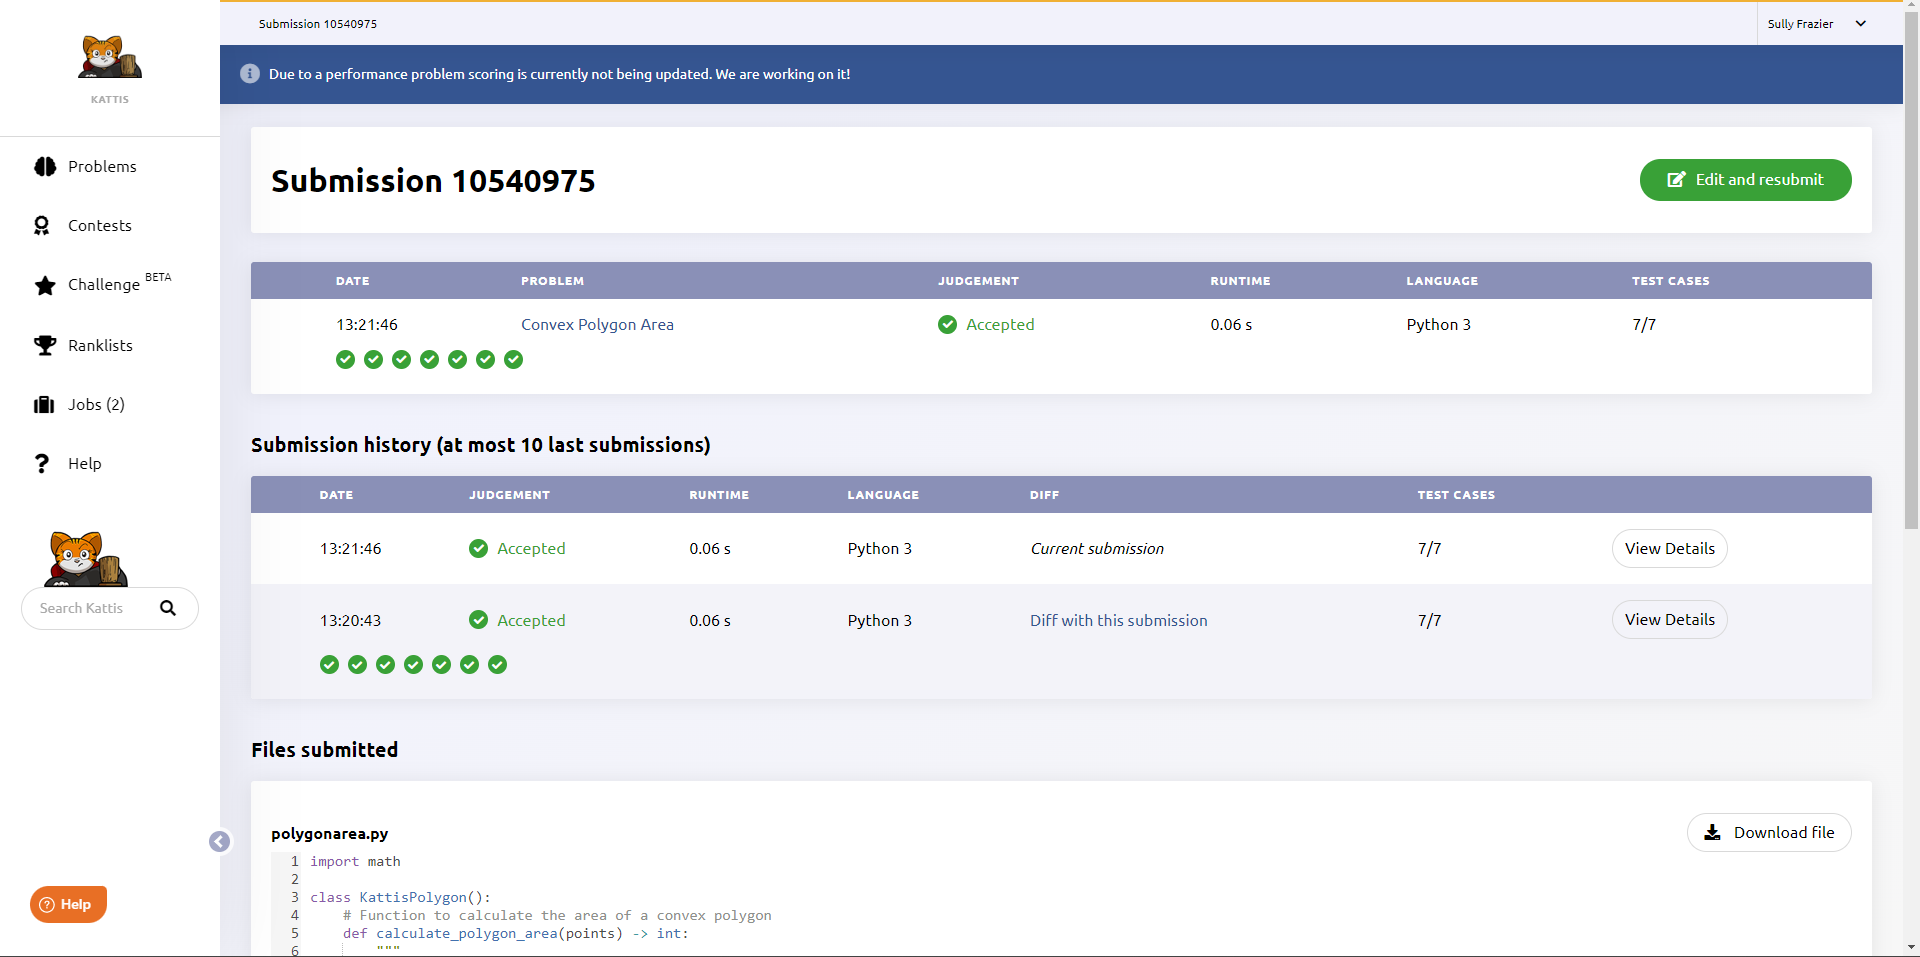 Submission 10540975
Sully Frazier
KATTIS
Due to a performance problem scoring is currently not being updated. We are working on it!
Problems
Contests
Challenge BETA
Ranklists
Jobs (2)
Help
Search Kattis
Help
Submission 10540975
Edit and resubmit
DATE PROBLEM JUDGEMENT RUNTIME LANGUAGE TEST CASES
13:21:46 Convex Polygon Area Accepted 0.06 s Python 3 7/7
Submission history (at most 10 last submissions)
DATE JUDGEMENT RUNTIME LANGUAGE DIFF TEST CASES
13:21:46 Accepted 0.06 s Python 3 Current submission 7/7 View Details
13:20:43 Accepted 0.06 s Python 3 Diff with this submission 7/7 View Details
Files submitted
polygonarea.py
Download file
1 import math
2
3 class KattisPolygon():
4 # Function to calculate the area of a convex polygon
5 def calculate_polygon_area(points) -> int:
6 """